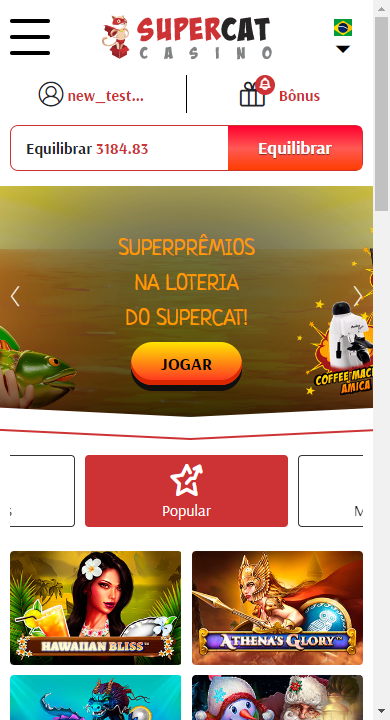 SUPERCAT
CASINO
new_test...
Bônus
Equilibrar 3184.83
Equilibrar
SUPERPRÊMIOS
NA LOTERIA
DO SUPERCAT!
JOGAR
COFFEE MAC
AMICA
s
Popular
M
HAWAIIAN BLISS
ATHENA'S GLORY